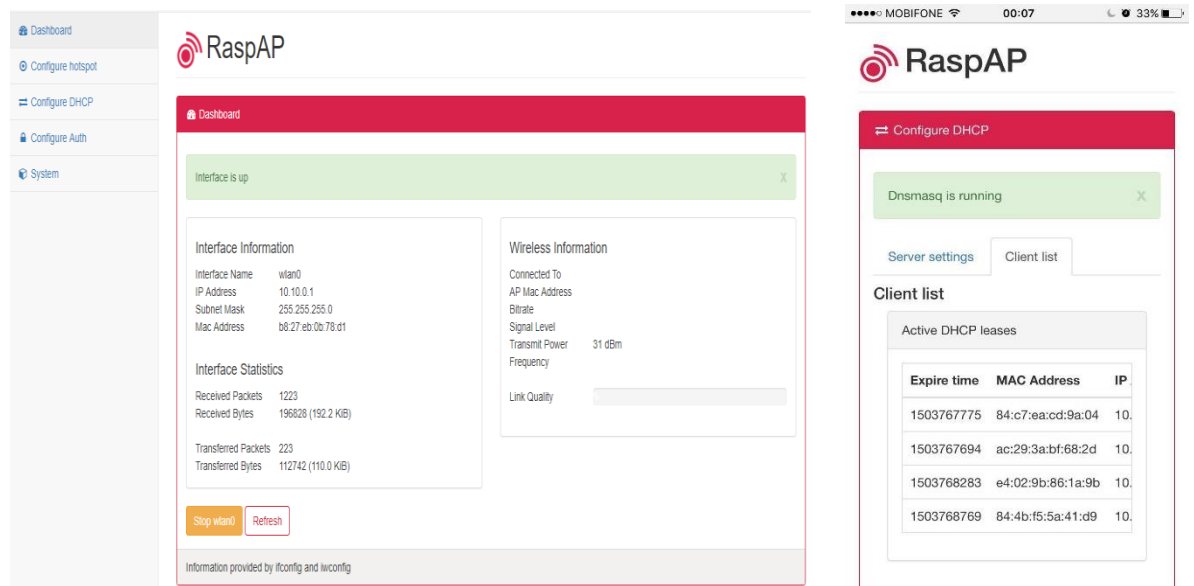 Dashboard
Configure hotspot
Configure DHCP
Configure Auth
System
RaspAP
Dashboard
Interface is up X
Interface Information
Interface Name wlan0
IP Address 10.10.0.1
Subnet Mask 255.255.255.0
Mac Address b8:27:eb:0b:78:d1
Interface Statistics
Received Packets 1223
Received Bytes 196828 (192.2 KiB)
Transferred Packets 223
Transferred Bytes 112742 (110.0 KiB)
Wireless Information
Connected To
AP Mac Address
Bitrate
Signal Level
Transmit Power 31 dBm
Frequency
Link Quality
Stop wlan0 Refresh
Information provided by ifconfig and iwconfig
MOBIFONE 00:07 33%
RaspAP
Configure DHCP
Dnsmasq is running X
Server settings Client list
Client list
Active DHCP leases
Expire time MAC Address IP
1503767775 84:c7:ea:cd:9a:04 10.
1503767694 ac:29:3a:bf:68:2d 10.
1503768283 e4:02:9b:86:1a:9b 10.
1503768769 84:4b:f5:5a:41:d9 10.